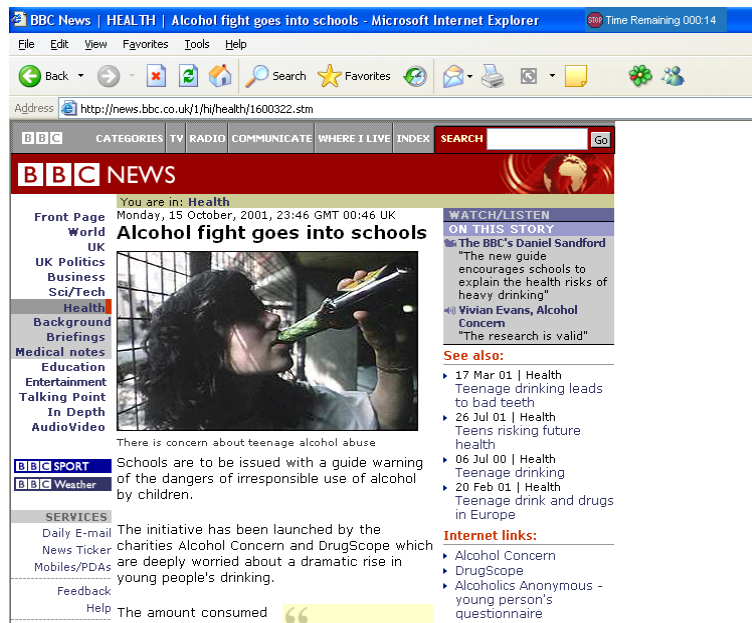 BBC News | HEALTH | Alcohol fight goes into schools - Microsoft Internet Explorer
STOP Time Remaining 000:14
File Edit View Favorites Tools Help
Back Search Favorites
Address http://news.bbc.co.uk/1/hi/health/1600322.stm
BBC CATEGORIES TV RADIO COMMUNICATE WHERE I LIVE INDEX SEARCH Go
BBC NEWS
You are in: Health
Front Page
World
UK
UK Politics
Business
Sci/Tech
Health
Background
Briefings
Medical notes
Education
Entertainment
Talking Point
In Depth
AudioVideo
BBC SPORT
BBC Weather
SERVICES
Daily E-mail
News Ticker
Mobiles/PDAs
Feedback
Help
Monday, 15 October, 2001, 23:46 GMT 00:46 UK
Alcohol fight goes into schools
There is concern about teenage alcohol abuse
Schools are to be issued with a guide warning
of the dangers of irresponsible use of alcohol
by children.
The initiative has been launched by the
charities Alcohol Concern and DrugScope which
are deeply worried about a dramatic rise in
young people's drinking.
The amount consumed
“
WATCH/LISTEN
ON THIS STORY
The BBC's Daniel Sandford
"The new guide
encourages schools to
explain the health risks of
heavy drinking"
Vivian Evans, Alcohol
Concern
"The research is valid"
See also:
17 Mar 01 | Health
Teenage drinking leads
to bad teeth
26 Jul 01 | Health
Teens risking future
health
06 Jul 00 | Health
Teenage drinking
20 Feb 01 | Health
Teenage drink and drugs
in Europe
Internet links:
Alcohol Concern
DrugScope
Alcoholics Anonymous -
young person's
questionnaire